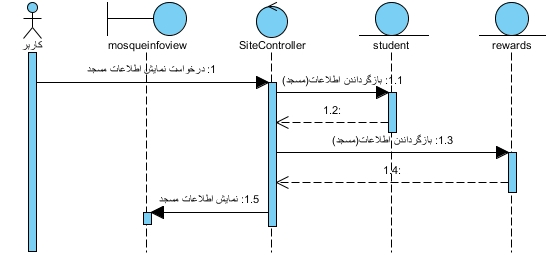 کاربر
mosqueinfoview
SiteController
student
rewards
1: درخواست نمایش اطلاعات مسجد
1.1: بازگرداندن اطلاعات(مسجد)
1.2:
1.3: بازگرداندن اطلاعات(مسجد)
1.4:
1.5: نمایش اطلاعات مسجد